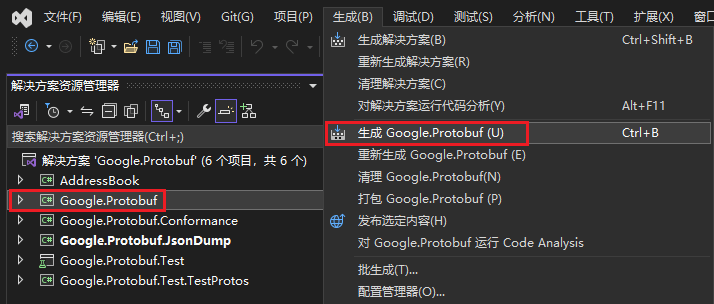 文件(F) 编辑(E) 视图(V) Git(G) 项目(P) 生成(B) 调试(D) 测试(S) 分析(N) 工具(T) 扩展(X)
解决方案资源管理器
搜索解决方案资源管理器(Ctrl+;)
解决方案 'Google.Protobuf' (6 个项目，共 6 个)
AddressBook
Google.Protobuf
Google.Protobuf.Conformance
Google.Protobuf.JsonDump
Google.Protobuf.Test
Google.Protobuf.Test.TestProtos
生成解决方案(B) Ctrl+Shift+B
重新生成解决方案(R)
清理解决方案(C)
对解决方案运行代码分析(Y) Alt+F11
生成 Google.Protobuf (U) Ctrl+B
重新生成 Google.Protobuf (E)
清理 Google.Protobuf(N)
打包 Google.Protobuf (P)
发布选定内容(H)
对 Google.Protobuf 运行 Code Analysis
批生成(T)...
配置管理器(O)...